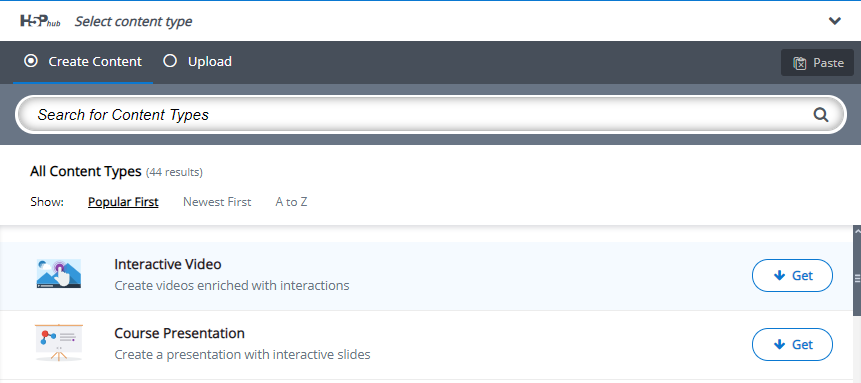 H5P hub Select content type
Create Content Upload Paste
Search for Content Types
All Content Types (44 results)
Show: Popular First Newest First A to Z
Interactive Video
Create videos enriched with interactions
Get
Course Presentation
Create a presentation with interactive slides
Get